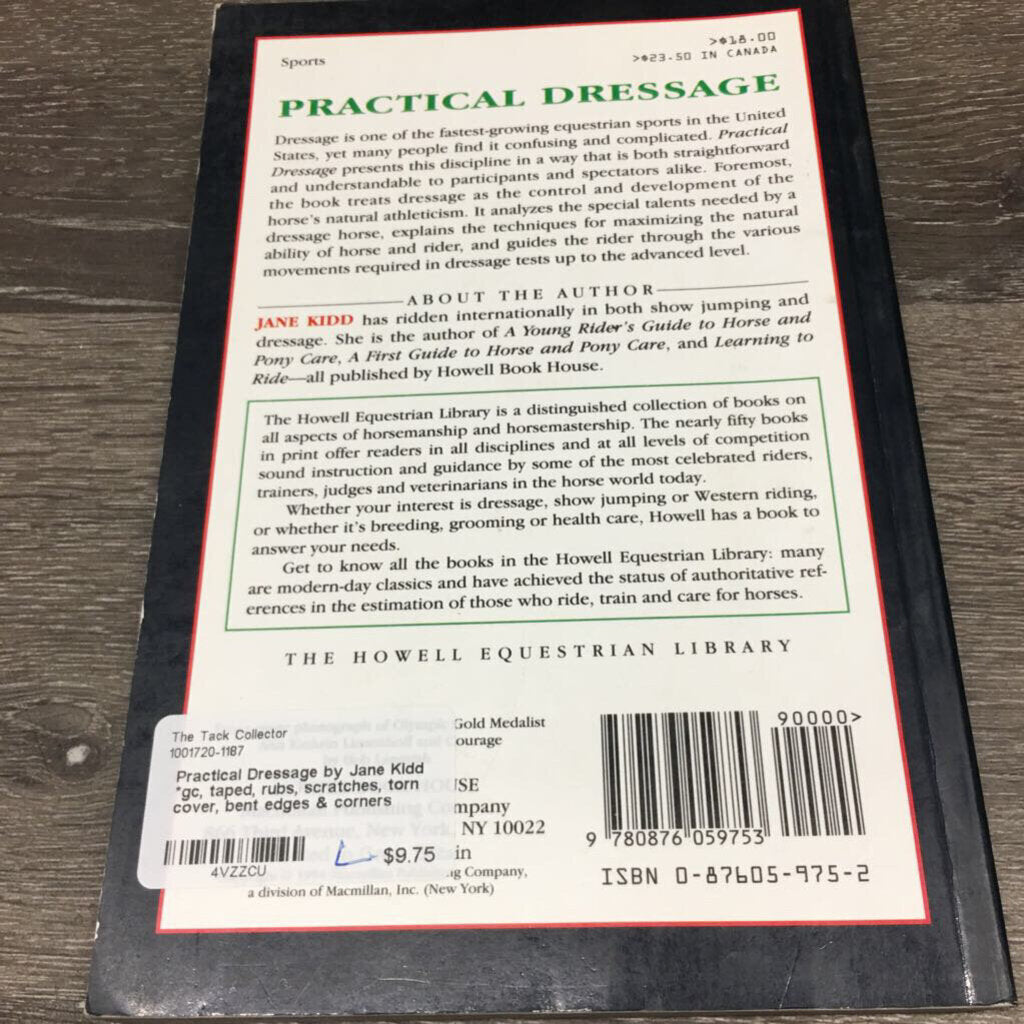 Sports
>$18.00
>$23.50 IN CANADA
PRACTICAL DRESSAGE
Dressage is one of the fastest-growing equestrian sports in the United
States, yet many people find it confusing and complicated. Practical
Dressage presents this discipline in a way that is both straightforward
and understandable to participants and spectators alike. Foremost,
the book treats dressage as the control and development of the
horse's natural athleticism. It analyzes the special talents needed by a
dressage horse, explains the techniques for maximizing the natural
ability of horse and rider, and guides the rider through the various
movements required in dressage tests up to the advanced level.
ABOUT THE AUTHOR
JANE KIDD has ridden internationally in both show jumping and
dressage. She is the author of A Young Rider's Guide to Horse and
Pony Care, A First Guide to Horse and Pony Care, and Learning to
Ride—all published by Howell Book House.
The Howell Equestrian Library is a distinguished collection of books on
all aspects of horsemanship and horsemastership. The nearly fifty books
in print offer readers in all disciplines and at all levels of competition
sound instruction and guidance by some of the most celebrated riders,
trainers, judges and veterinarians in the horse world today.
Whether your interest is dressage, show jumping or Western riding,
or whether it's breeding, grooming or health care, Howell has a book to
answer your needs.
Get to know all the books in the Howell Equestrian Library: many
are modern-day classics and have achieved the status of authoritative ref-
erences in the estimation of those who ride, train and care for horses.
THE HOWELL EQUESTRIAN LIBRARY
Gold Medalist
ourage
USE
mpany
NY 10022
in
ng Company,
a division of Macmillan, Inc. (New York)
The Tack Collector
1001720-1187
Practical Dressage by Jane Kidd
*gc, taped, rubs, scratches, torn
cover, bent edges & corners
$9.75
4VZZCU
90000>
9 780876 059753
ISBN 0-87605-975-2